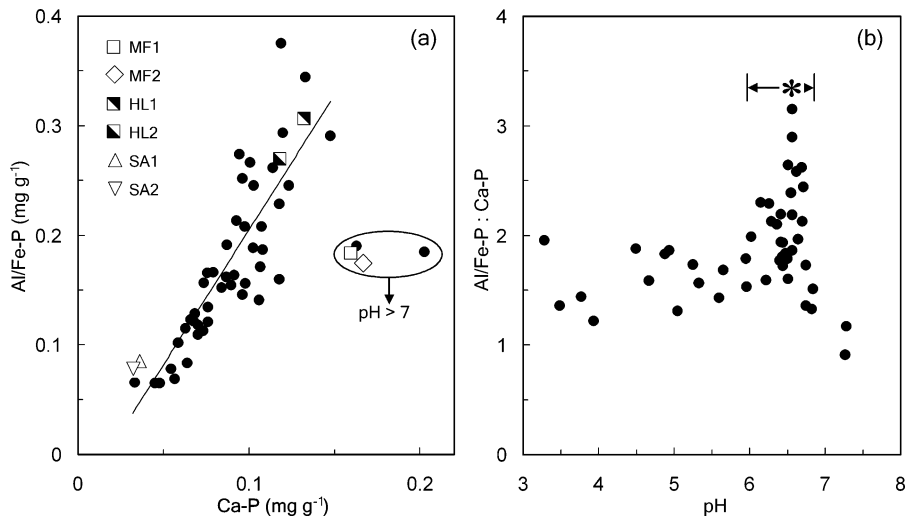 (a)
0.4
0.3
0.2
0.1
0
Al/Fe-P (mg g⁻¹)
MF1
MF2
HL1
HL2
SA1
SA2
pH > 7
0
0.1
0.2
Ca-P (mg g⁻¹)
(b)
4
3
2
1
0
Al/Fe-P : Ca-P
*
3
4
5
6
7
8
pH